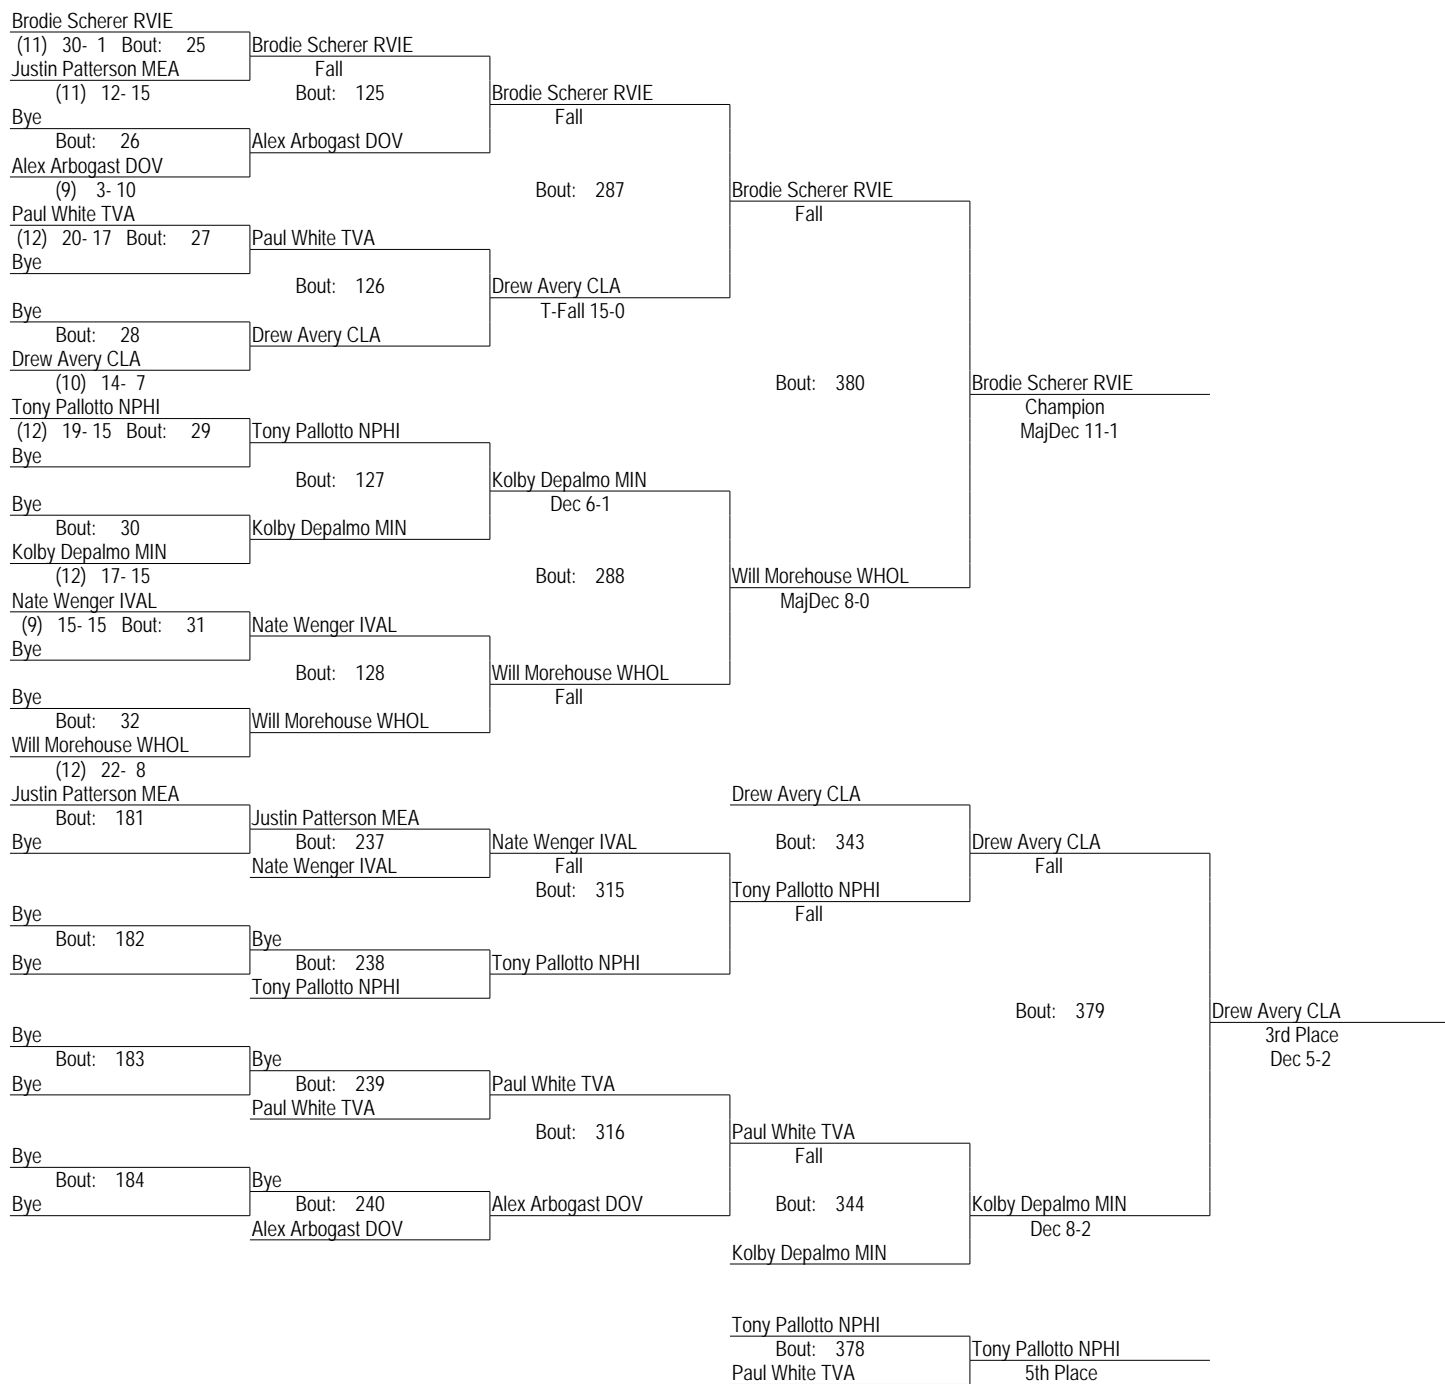 Brodie Scherer RVIE
(11) 30- 1 Bout: 25 Brodie Scherer RVIE
Justin Patterson MEA Fall
(11) 12- 15 Bout: 125 Brodie Scherer RVIE
Bye Fall
Bout: 26 Alex Arbogast DOV
Alex Arbogast DOV
(9) 3- 10 Bout: 287 Brodie Scherer RVIE
Paul White TVA Fall
(12) 20- 17 Bout: 27 Paul White TVA
Bye
Bout: 126 Drew Avery CLA
Bye T-Fall 15-0
Bout: 28 Drew Avery CLA
Drew Avery CLA
(10) 14- 7 Bout: 380 Brodie Scherer RVIE
Tony Pallotto NPHI Champion
(12) 19- 15 Bout: 29 Tony Pallotto NPHI MajDec 11-1
Bye
Bout: 127 Kolby Depalmo MIN
Bye Dec 6-1
Bout: 30 Kolby Depalmo MIN
Kolby Depalmo MIN
(12) 17- 15 Bout: 288 Will Morehouse WHOL
Nate Wenger IVAL MajDec 8-0
(9) 15- 15 Bout: 31 Nate Wenger IVAL
Bye
Bout: 128 Will Morehouse WHOL
Bye Fall
Bout: 32 Will Morehouse WHOL
Will Morehouse WHOL
(12) 22- 8
Justin Patterson MEA Drew Avery CLA
Bout: 181 Justin Patterson MEA
Bye Bout: 237 Nate Wenger IVAL Bout: 343 Drew Avery CLA
Nate Wenger IVAL Fall Fall
Bout: 315 Tony Pallotto NPHI
Bye Fall
Bout: 182 Bye
Bye Bout: 238 Tony Pallotto NPHI
Tony Pallotto NPHI
Bout: 379 Drew Avery CLA
Bye 3rd Place
Bout: 183 Bye Dec 5-2
Bye Bout: 239 Paul White TVA
Paul White TVA
Bout: 316 Paul White TVA
Bye Fall
Bout: 184 Bye
Bye Bout: 240 Alex Arbogast DOV Bout: 344 Kolby Depalmo MIN
Alex Arbogast DOV Dec 8-2
Kolby Depalmo MIN
Tony Pallotto NPHI
Bout: 378 Tony Pallotto NPHI
Paul White TVA 5th Place